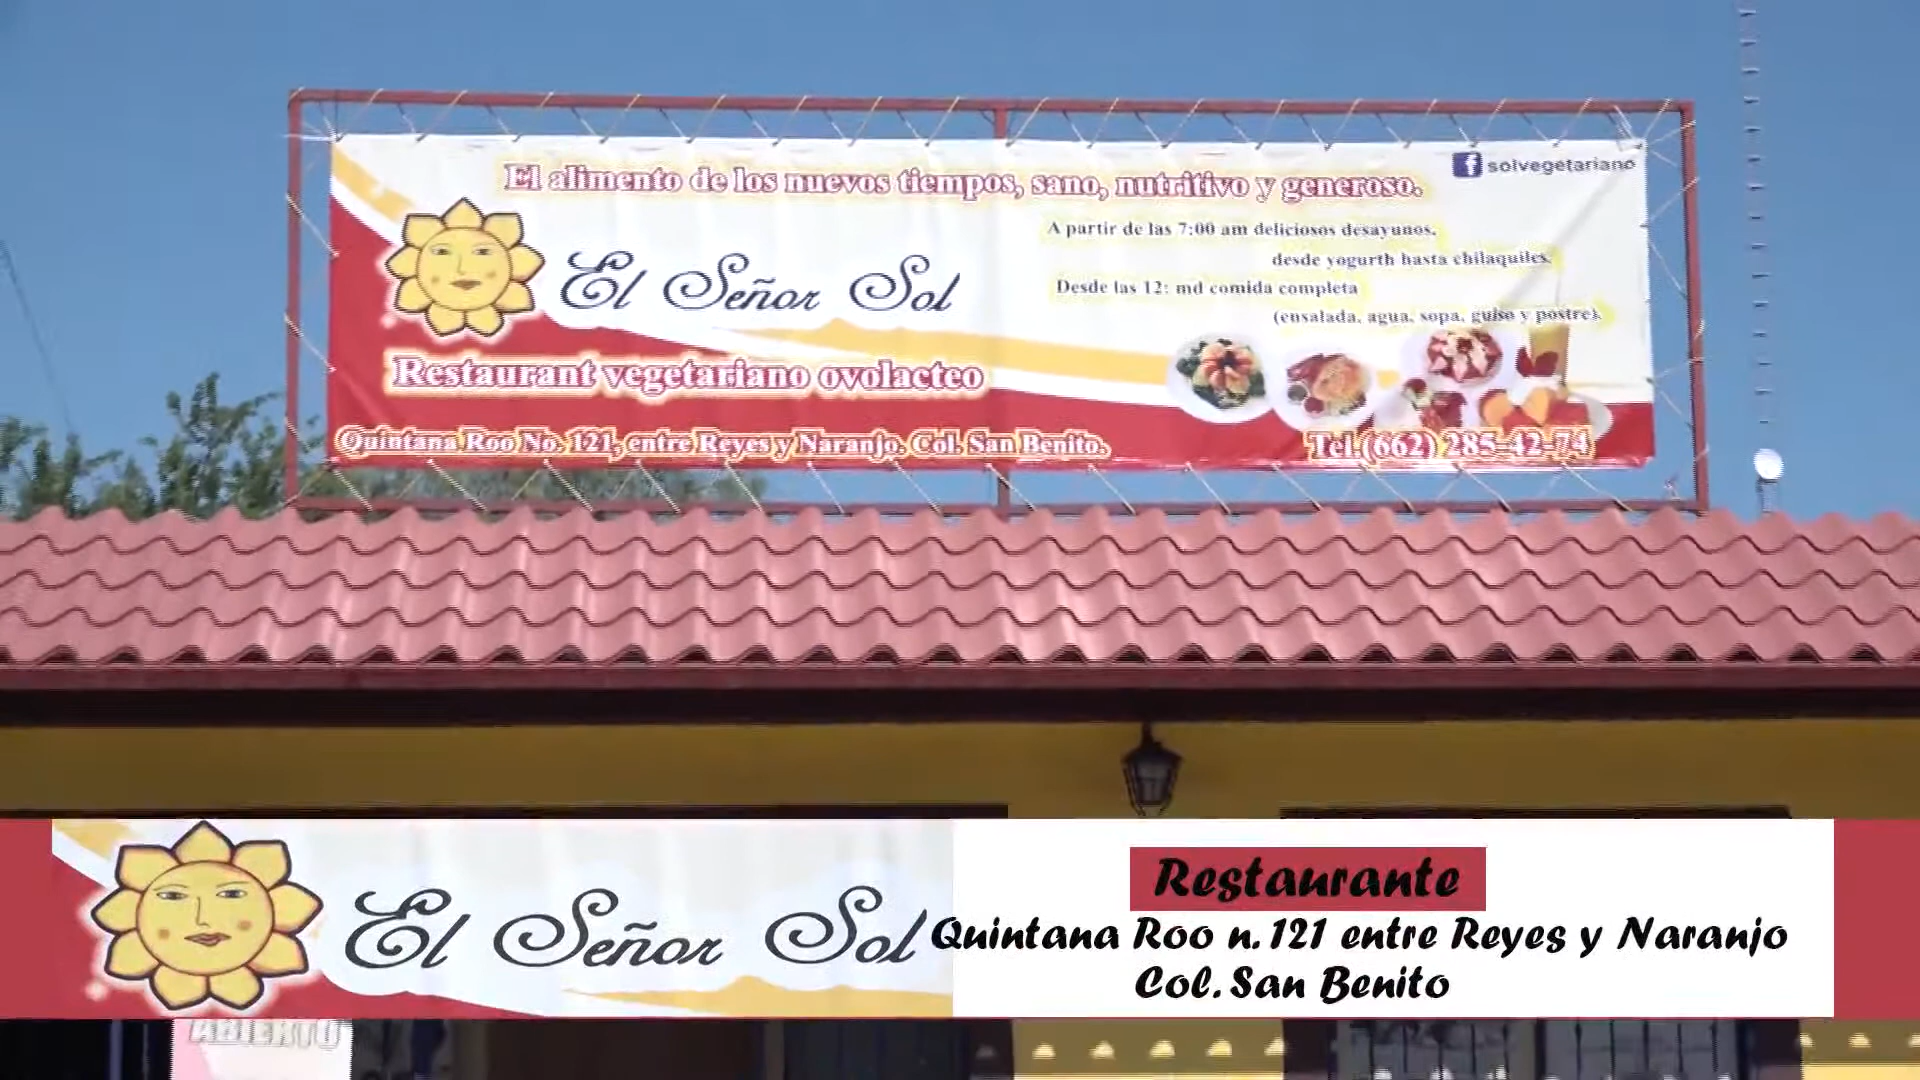 El alimento de los nuevos tiempos, sano, nutritivo y generoso.
f solvegetariano
A partir de las 7:00 am deliciosos desayunos.
desde yogurth hasta chilaquiles.
Desde las 12: md comida completa
(ensalada, agua, sopa, guiso y postre).
El Señor Sol
Restaurant vegetariano ovolacteo
Quintana Roo No. 121, entre Reyes y Naranjo. Col. San Benito.
Tel.(662) 285-42-74
El Señor Sol
Restaurante
Quintana Roo n. 121 entre Reyes y Naranjo
Col. San Benito
ABIERTO